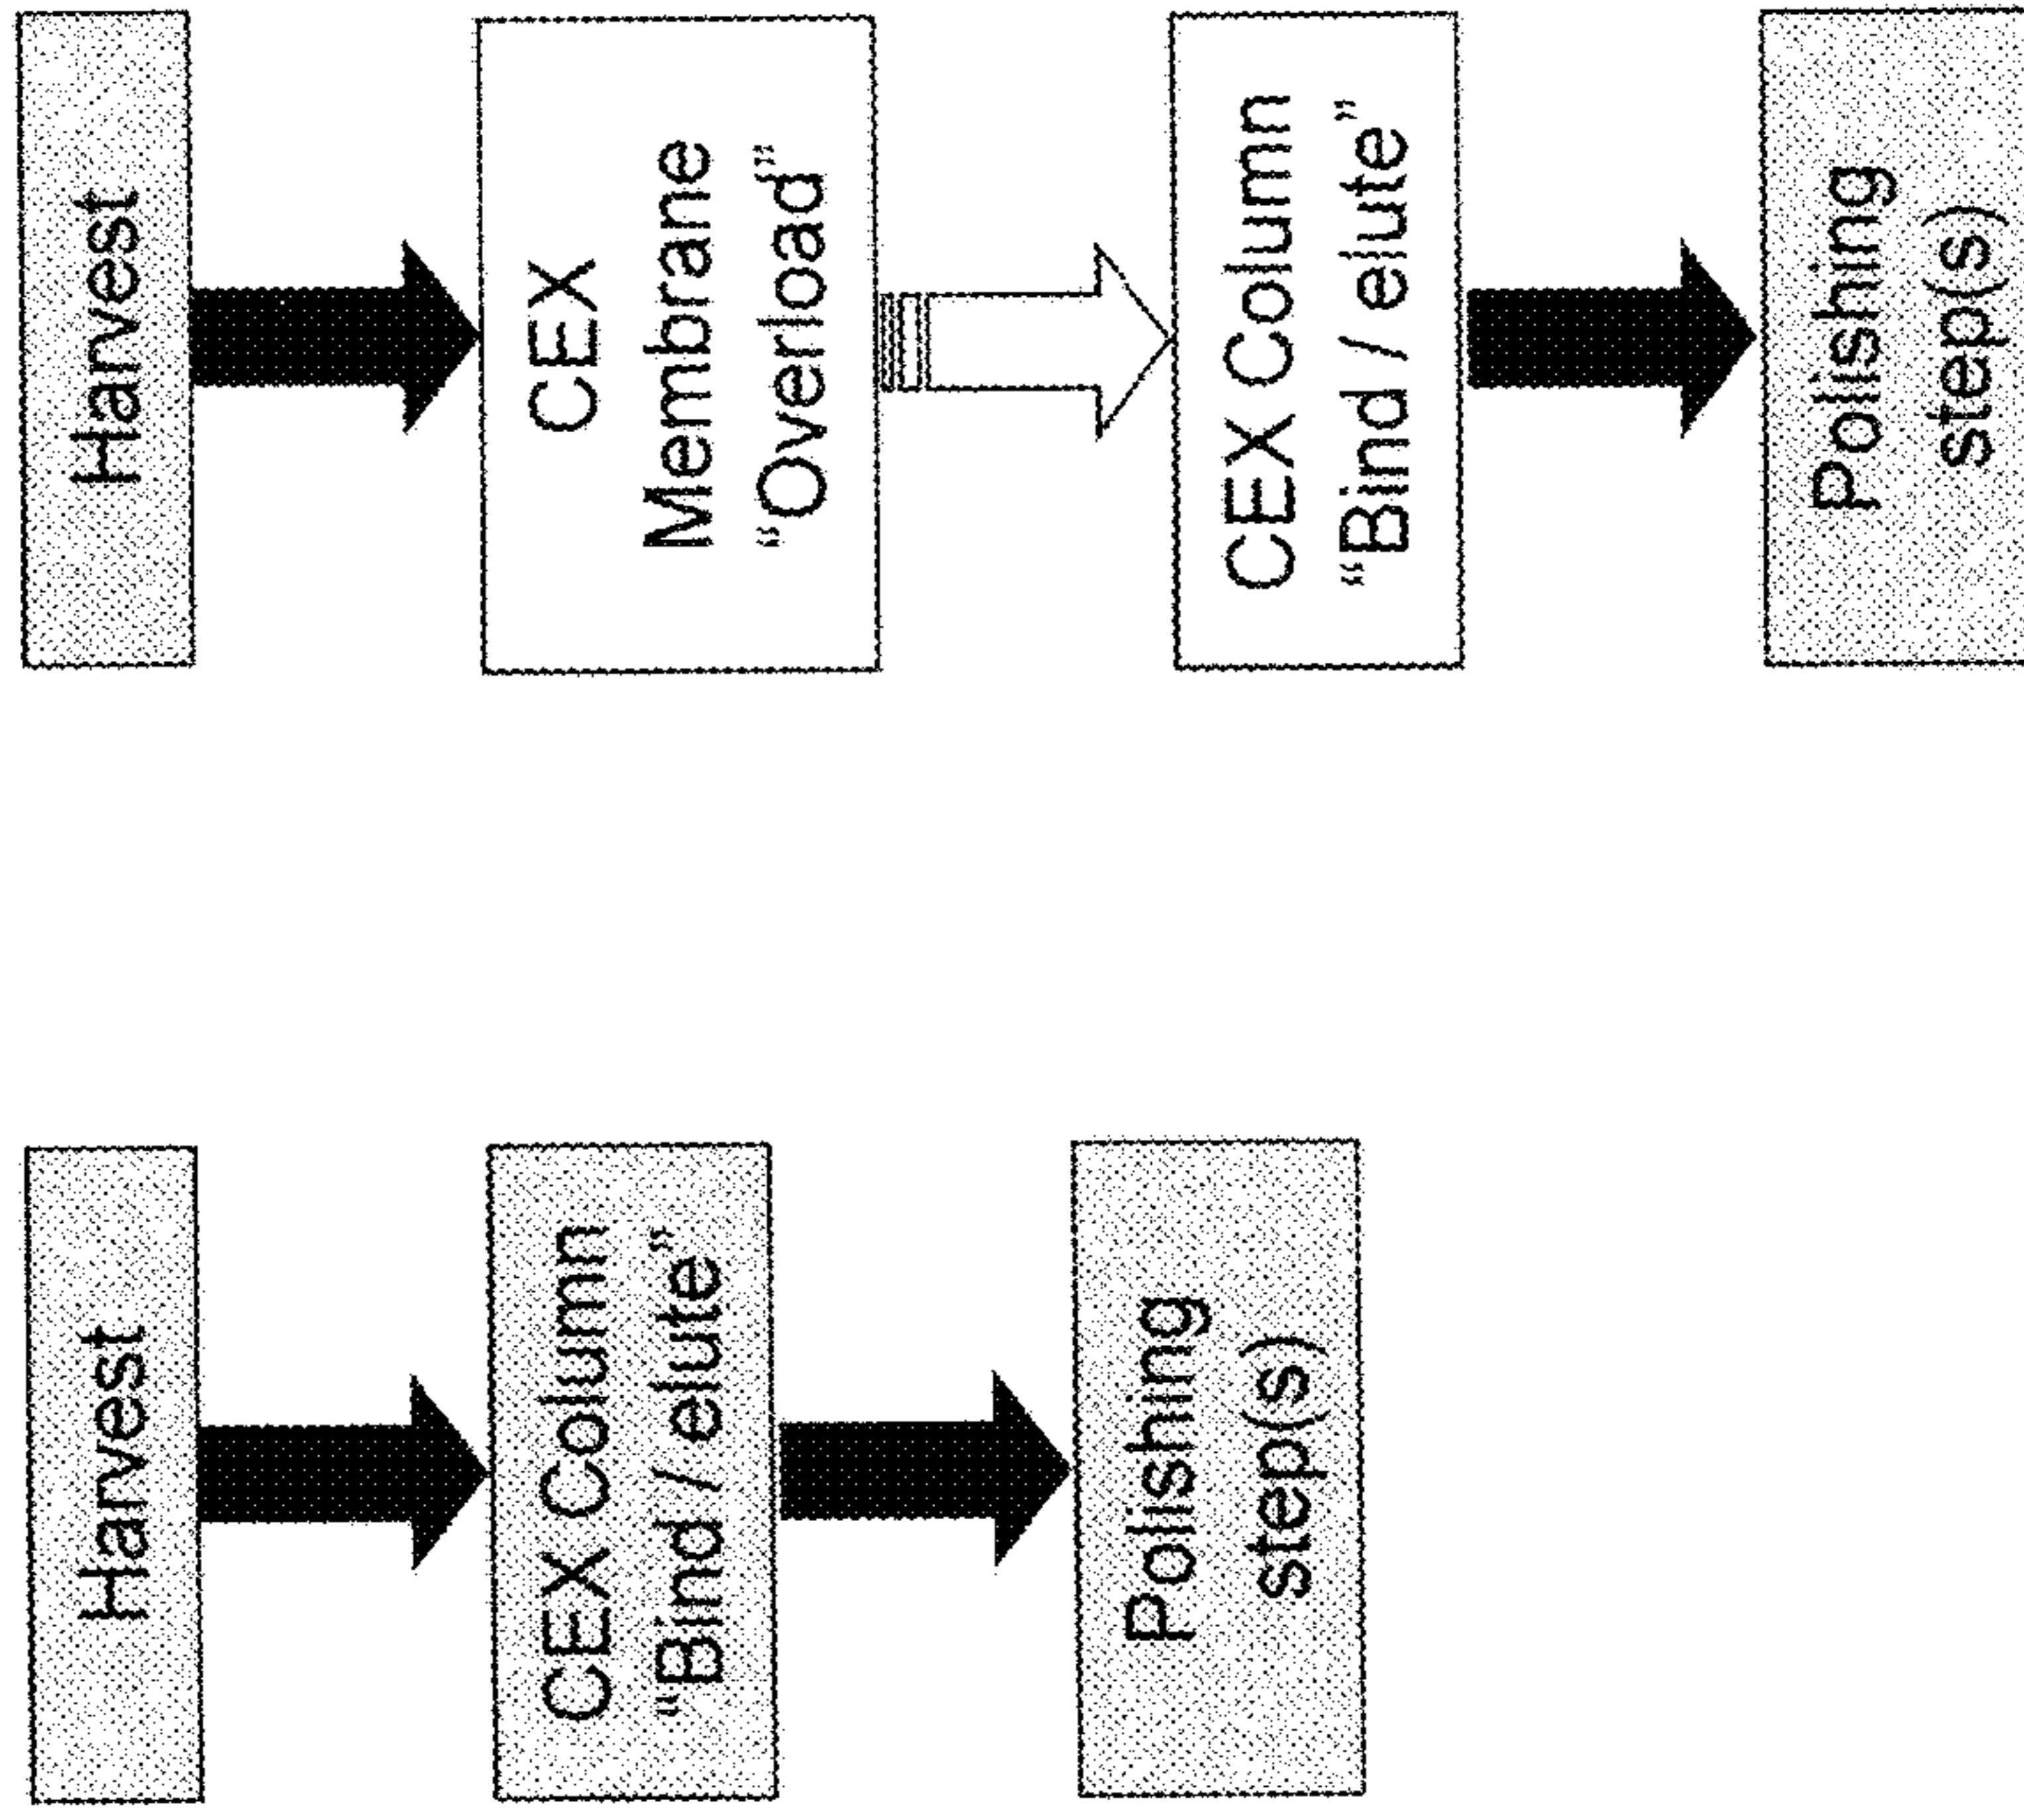 Harvest
CEX Column
“Bind / elute”
Polishing
step(s)
Harvest
CEX
Membrane
“Overload”
CEX Column
“Bind / elute”
Polishing
step(s)